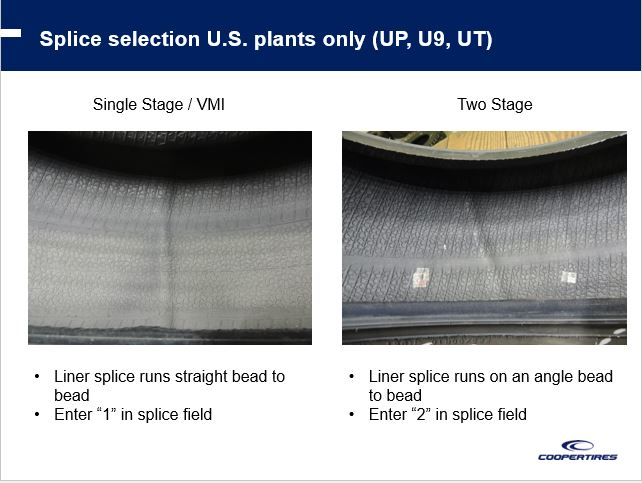 Splice selection U.S. plants only (UP, U9, UT)
Single Stage / VMI
Two Stage
• Liner splice runs straight bead to
bead
• Enter “1” in splice field
• Liner splice runs on an angle bead
to bead
• Enter “2” in splice field
COOPERTIRES